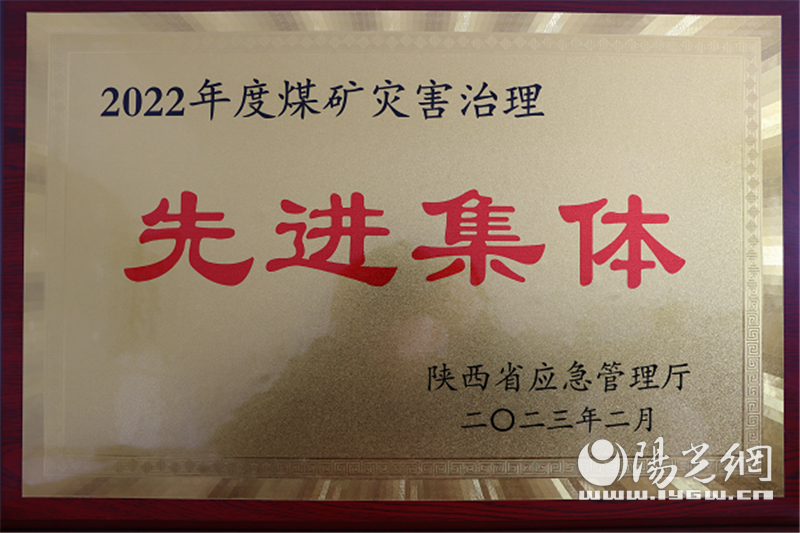 2022年度煤矿灾害治理
先进集体
陕西省应急管理厅
二〇二三年二月
陽光網
www.iygw.cn